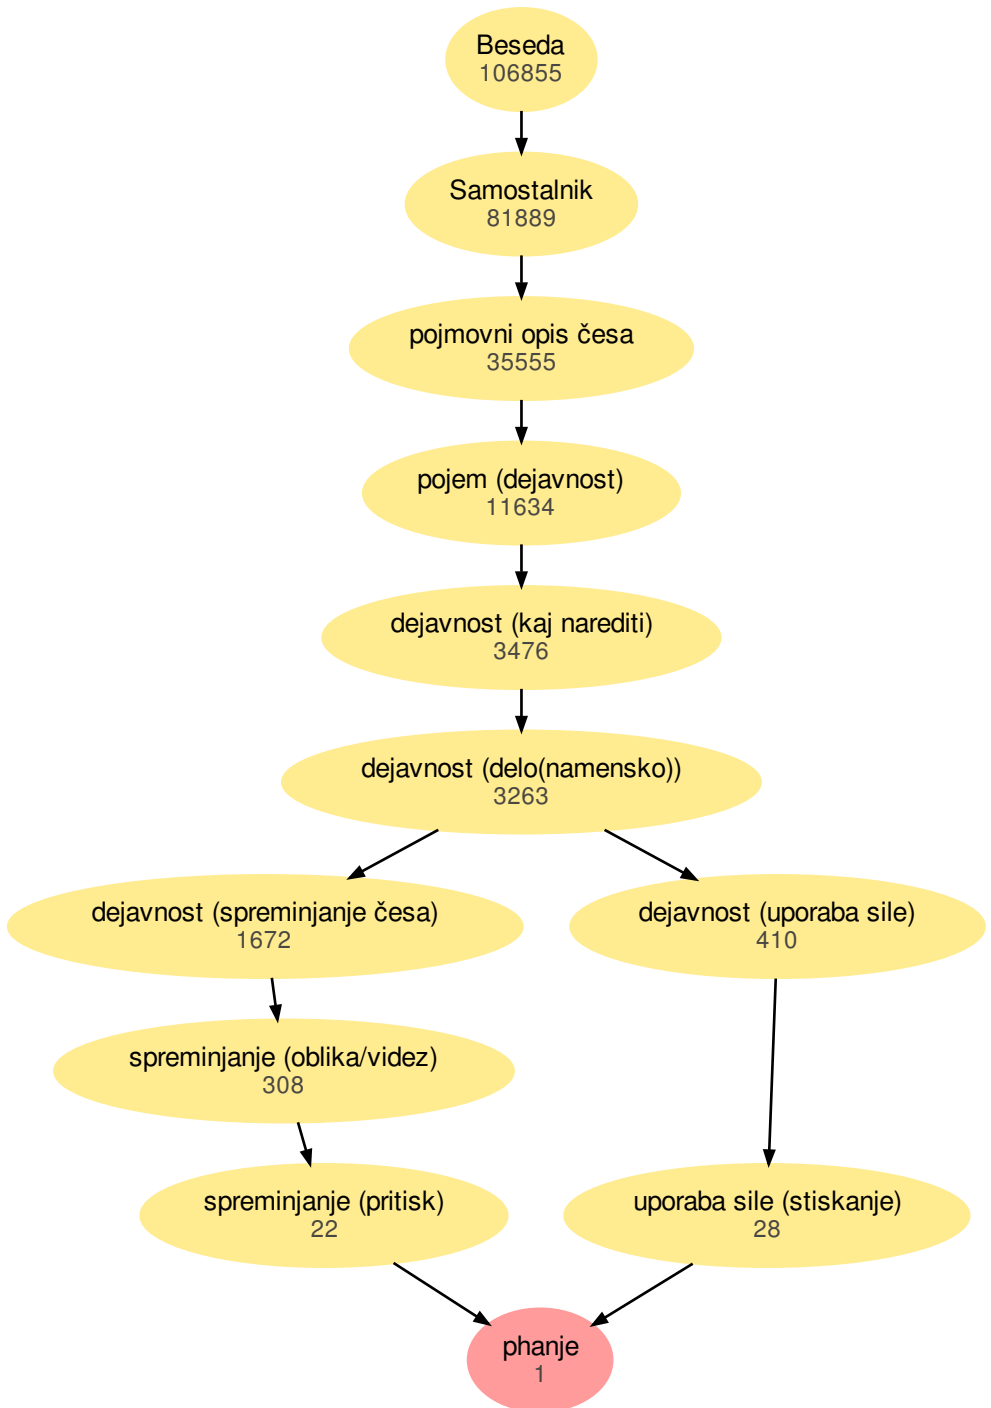 Beseda
106855
Samostalnik
81889
pojmovni opis česa
35555
pojem (dejavnost)
11634
dejavnost (kaj narediti)
3476
dejavnost (delo(namensko))
3263
dejavnost (spreminjanje česa)
1672
dejavnost (uporaba sile)
410
spreminjanje (oblika/videz)
308
spreminjanje (pritisk)
22
uporaba sile (stiskanje)
28
phanje
1